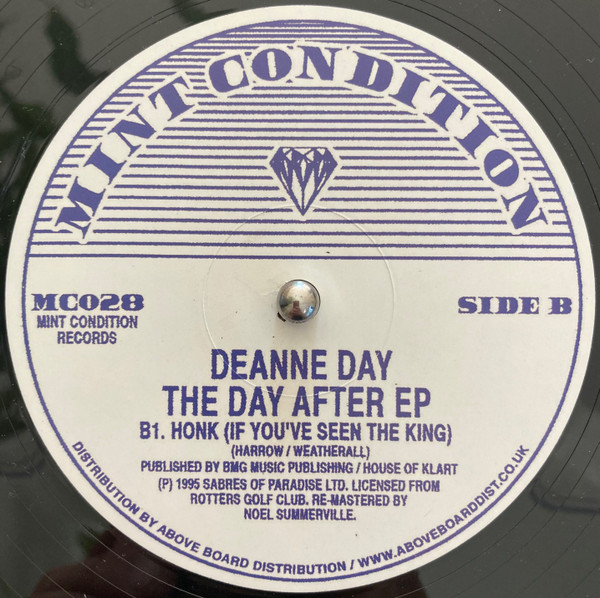 MINT CONDITION
MC028
MINT CONDITION
RECORDS
SIDE B
DEANNE DAY
THE DAY AFTER EP
B1. HONK (IF YOU'VE SEEN THE KING)
(HARROW / WEATHERALL)
PUBLISHED BY BMG MUSIC PUBLISHING / HOUSE OF KLART
(P) 1995 SABRES OF PARADISE LTD. LICENSED FROM
ROTTERS GOLF CLUB. RE-MASTERED BY
NOEL SUMMERVILLE.
DISTRIBUTION BY ABOVE BOARD DISTRIBUTION / WWW.ABOVEBOARDDIST.CO.UK